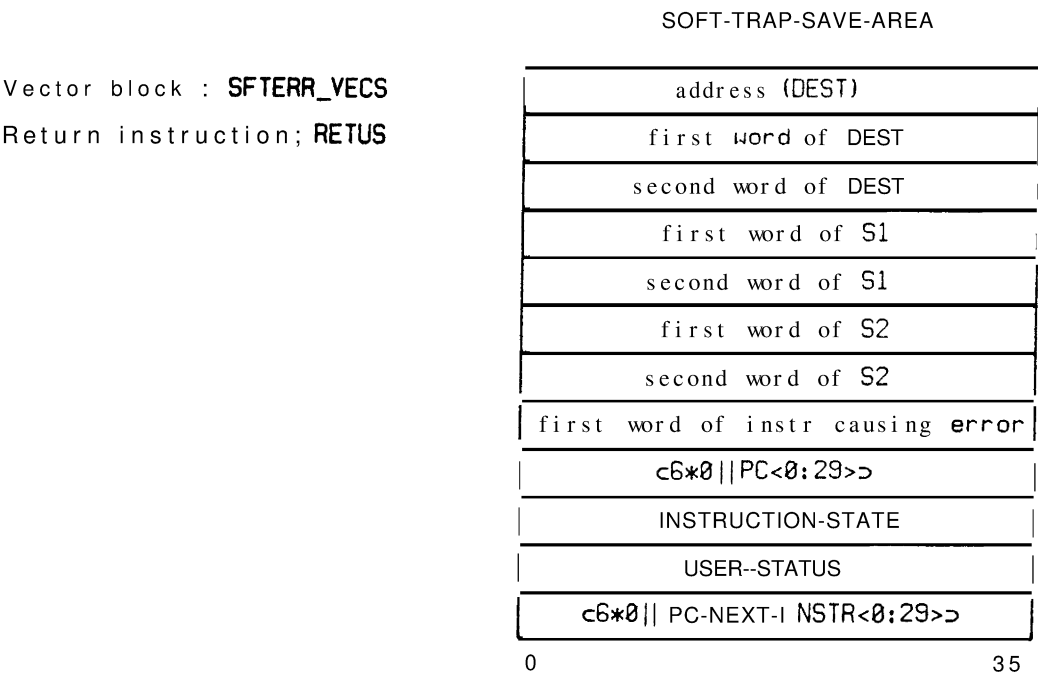 SOFT-TRAP-SAVE-AREA
Vector block : SFTERR_VECS
Return instruction; RETUS
address (DEST)
first word of DEST
second word of DEST
first word of S1
second word of S1
first word of S2
second word of S2
first word of instr causing error
⊂6*0||PC<0:29>⊃
INSTRUCTION-STATE
USER--STATUS
⊂6*0|| PC-NEXT-I NSTR<0:29>⊃
0 35